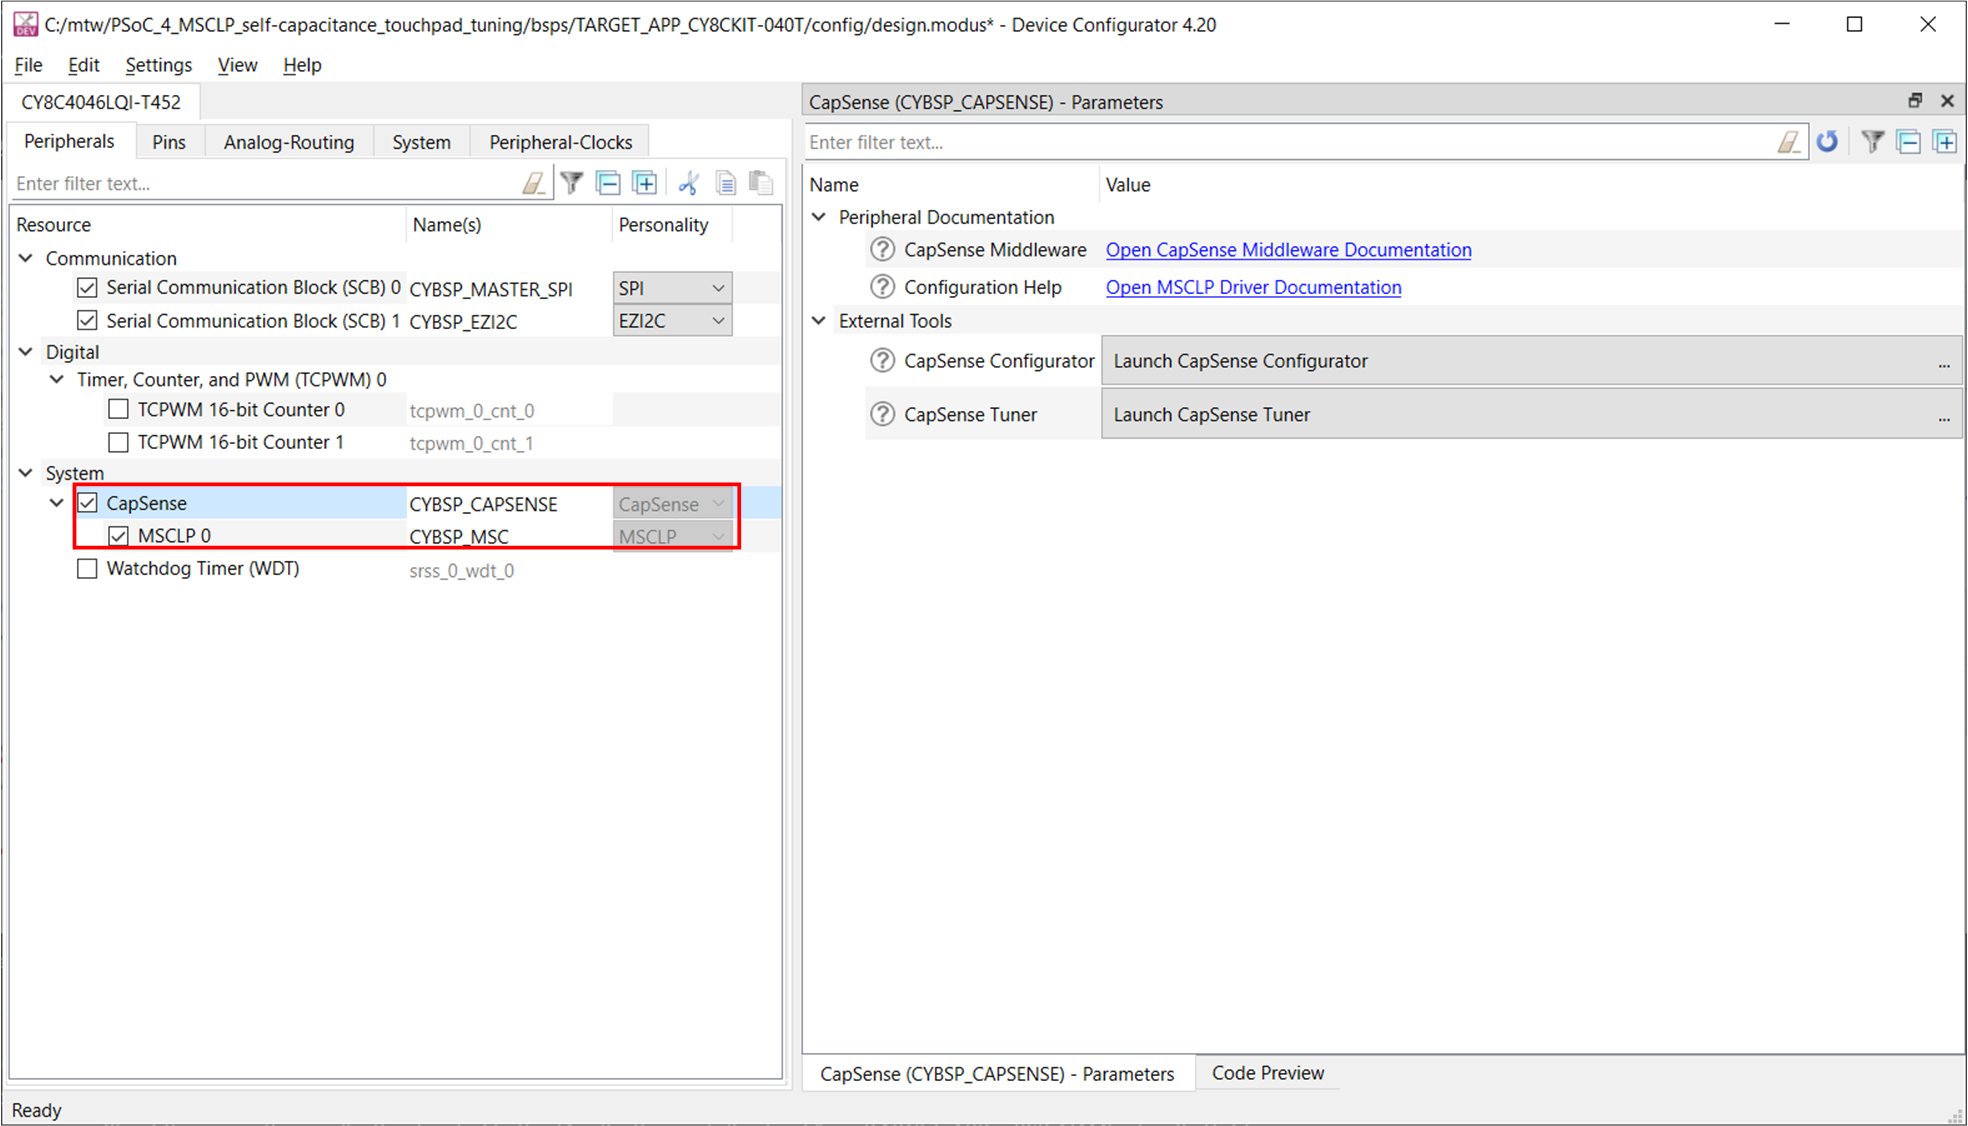 C:/mtw/PSoC_4_MSCLP_self-capacitance_touchpad_tuning/bsps/TARGET_APP_CY8CKIT-040T/config/design.modus* - Device Configurator 4.20
File Edit Settings View Help
CY8C4046LQI-T452
Peripherals Pins Analog-Routing System Peripheral-Clocks
Enter filter text...
Resource Name(s) Personality
Communication
Serial Communication Block (SCB) 0 CYBSP_MASTER_SPI SPI
Serial Communication Block (SCB) 1 CYBSP_EZI2C EZI2C
Digital
Timer, Counter, and PWM (TCPWM) 0
TCPWM 16-bit Counter 0 tcpwm_0_cnt_0
TCPWM 16-bit Counter 1 tcpwm_0_cnt_1
System
CapSense CYBSP_CAPSENSE CapSense
MSCLP 0 CYBSP_MSC MSCLP
Watchdog Timer (WDT) srss_0_wdt_0
CapSense (CYBSP_CAPSENSE) - Parameters
Enter filter text...
Name Value
Peripheral Documentation
CapSense Middleware Open CapSense Middleware Documentation
Configuration Help Open MSCLP Driver Documentation
External Tools
CapSense Configurator Launch CapSense Configurator ...
CapSense Tuner Launch CapSense Tuner ...
CapSense (CYBSP_CAPSENSE) - Parameters Code Preview
Ready